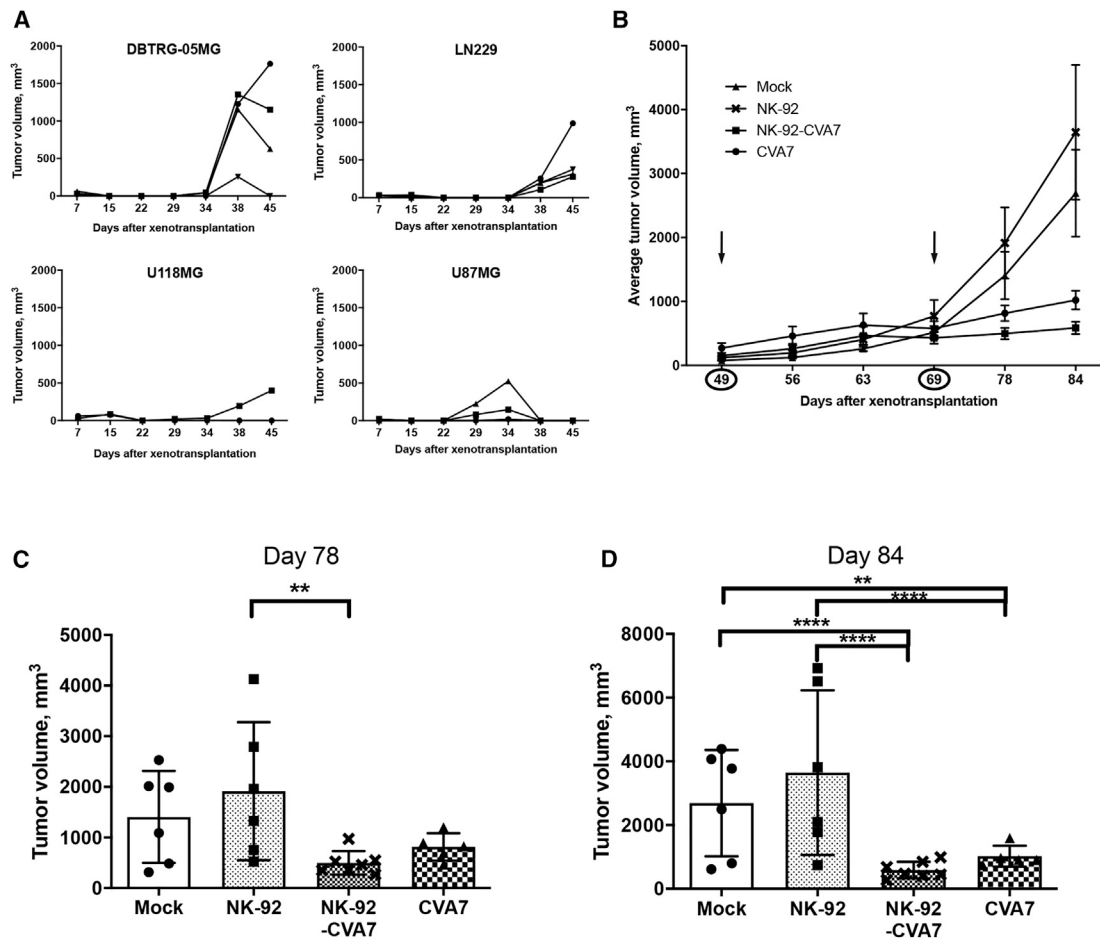 A
DBTRG-05MG
2000
1500
1000
500
0
7 15 22 29 34 38 45
Tumor volume, mm3
Days after xenotransplantation
LN229
2000
1500
1000
500
0
7 15 22 29 34 38 45
Tumor volume, mm3
Days after xenotransplantation
U118MG
2000
1500
1000
500
0
7 15 22 29 34 38 45
Tumor volume, mm3
Days after xenotransplantation
U87MG
2000
1500
1000
500
0
7 15 22 29 34 38 45
Tumor volume, mm3
Days after xenotransplantation
B
5000
4000
3000
2000
1000
0
Average tumor volume, mm3
Mock
NK-92
NK-92-CVA7
CVA7
49 56 63 69 78 84
Days after xenotransplantation
C
Day 78
**
5000
4000
3000
2000
1000
0
Tumor volume, mm3
Mock NK-92 NK-92 CVA7
-CVA7
D
Day 84
**
****
****
****
8000
6000
4000
2000
0
Tumor volume, mm3
Mock NK-92 NK-92 CVA7
-CVA7